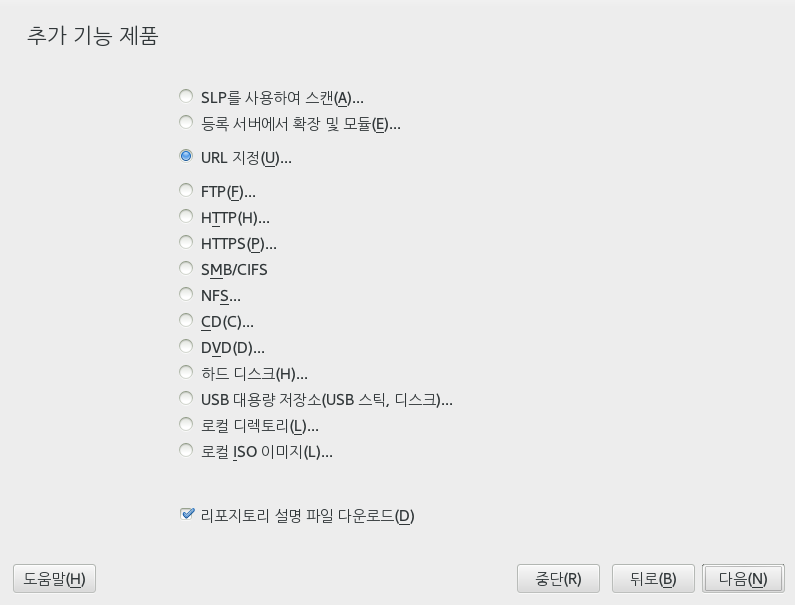 추가 기능 제품
SLP를 사용하여 스캔(A)...
등록 서버에서 확장 및 모듈(E)...
URL 지정(U)...
FTP(F)...
HTTP(H)...
HTTPS(P)...
SMB/CIFS
NFS...
CD(C)...
DVD(D)...
하드 디스크(H)...
USB 대용량 저장소(USB 스틱, 디스크)...
로컬 디렉토리(L)...
로컬 ISO 이미지(L)...
리포지토리 설명 파일 다운로드(D)
도움말(H) 중단(R) 뒤로(B) 다음(N)